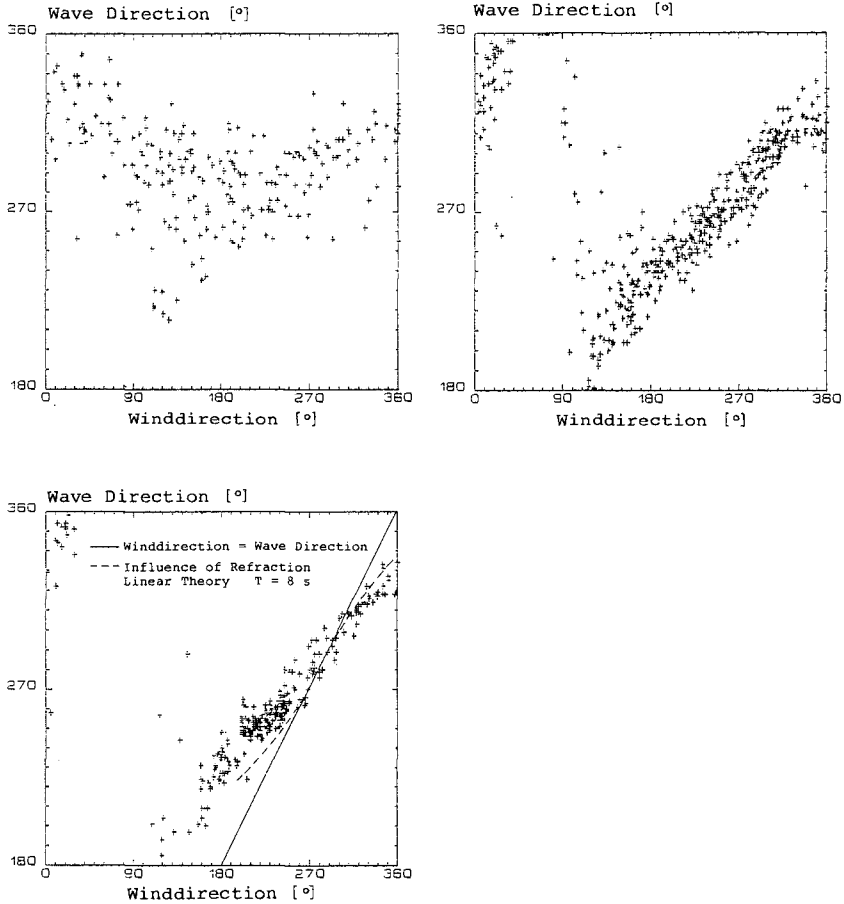 Wave Direction [°]
360
270
180
90
180
270
360
Winddirection [°]
Wave Direction [°]
360
270
180
90
180
270
360
Winddirection [°]
Wave Direction [°]
360
Winddirection = Wave Direction
Influence of Refraction
Linear Theory T = 8 s
270
180
0
90
180
270
360
Winddirection [°]